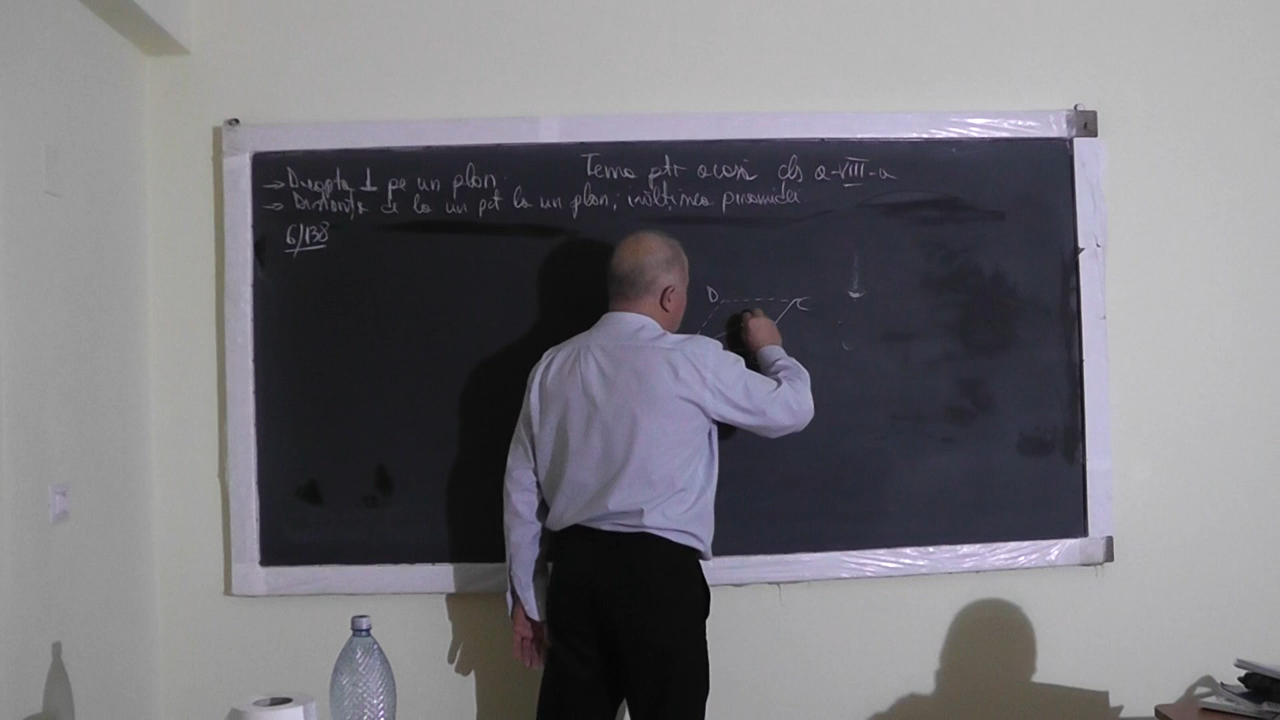 → Dreapta ⊥ pe un plan.
Tema ptr acasă cls a-VIII-a
→ Distanța de la un pct la un plan; înălțimea piramidei
6/138
D
C